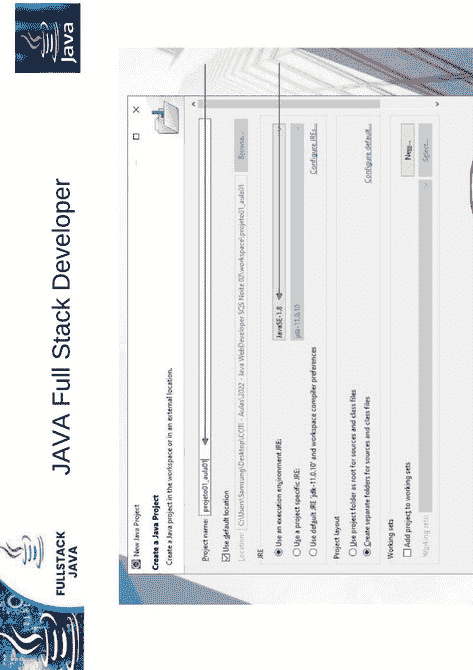 FULLSTACK
JAVA
JAVA Full Stack Developer
Java
New Java Project
Create a Java Project
Create a Java project in the workspace or in an external location.
Project name: projeto01_aula01
Use default location
Location: C:\Users\Samsung\Desktop\COTI - Aulas\2022 - Java WebDeveloper SQS Noite 02\workspace\projeto01_aula01 Browse...
JRE
Use an execution environment JRE: JavaSE-1.8
Use a project specific JRE: jdk-11.0.10
Use default JRE 'jdk-11.0.10' and workspace compiler preferences Configure JREs...
Project layout
Use project folder as root for sources and class files
Create separate folders for sources and class files Configure default...
Working sets
Add project to working sets New...
Working sets: Select...